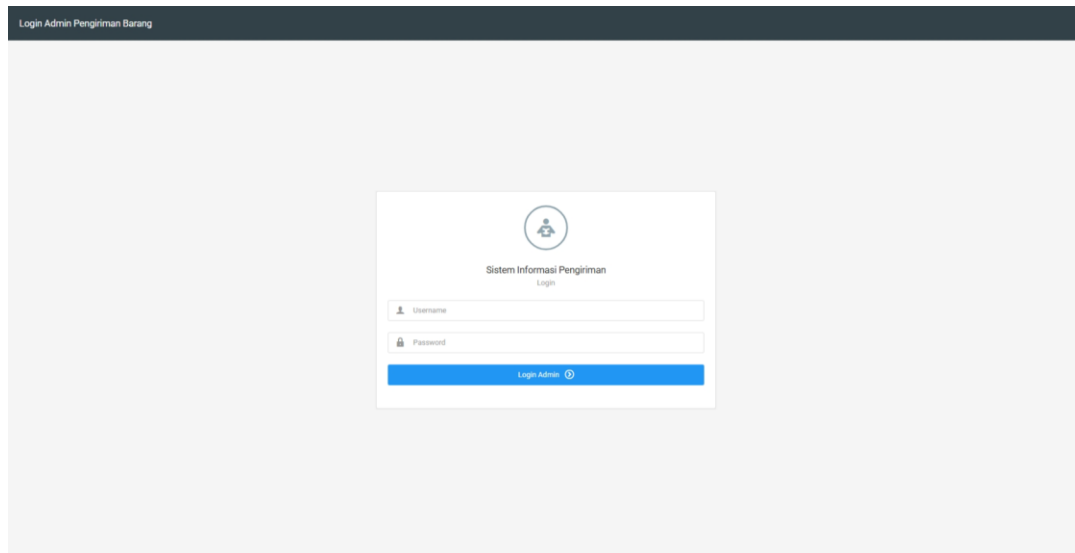 Login Admin Pengiriman Barang
Sistem Informasi Pengiriman
Login
Username
Password
Login Admin